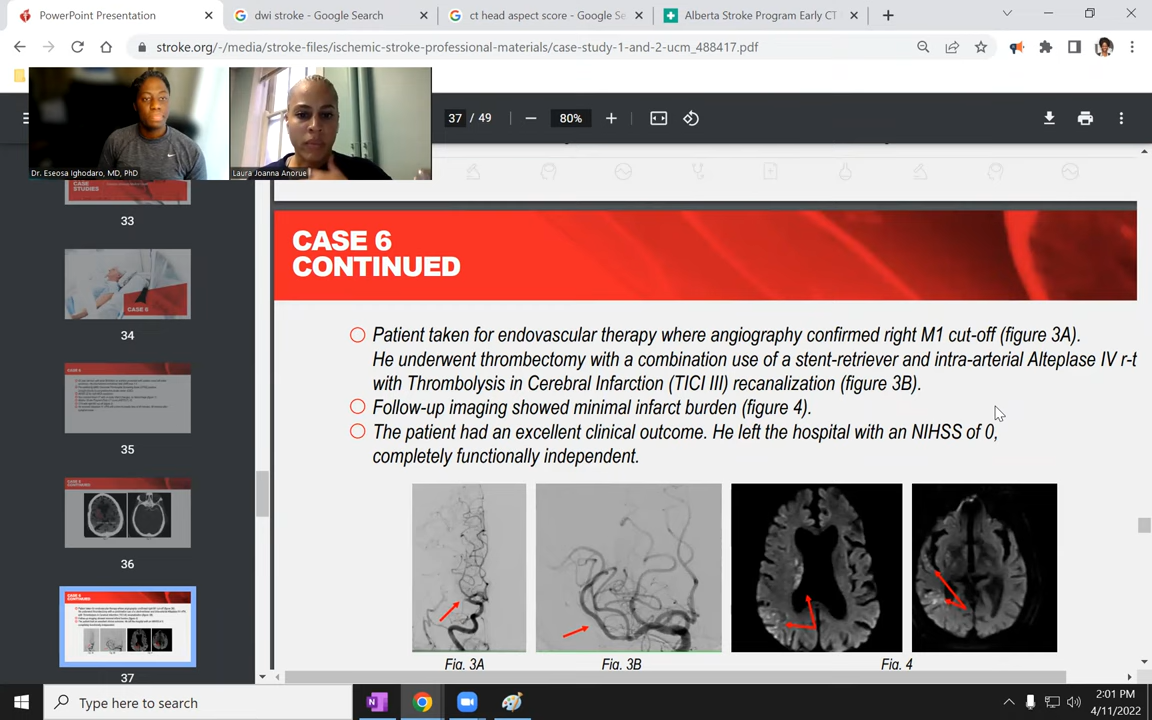 PowerPoint Presentation
dwi stroke - Google Search
ct head aspect score - Google Se
Alberta Stroke Program Early CT
stroke.org/-/media/stroke-files/ischemic-stroke-professional-materials/case-study-1-and-2-ucm_488417.pdf
Dr. Eseosa Ighodaro, MD, PhD
Laura Joanna Anorue
37 / 49
80%
CASE
STUDIES
33
CASE 6
34
35
36
37
CASE 6
CONTINUED
Patient taken for endovascular therapy where angiography confirmed right M1 cut-off (figure 3A).
He underwent thrombectomy with a combination use of a stent-retriever and intra-arterial Alteplase IV r-t
with Thrombolysis in Cerebral Infarction (TICI III) recanalization (figure 3B).
Follow-up imaging showed minimal infarct burden (figure 4).
The patient had an excellent clinical outcome. He left the hospital with an NIHSS of 0,
completely functionally independent.
Fig. 3A
Fig. 3B
Fig. 4
Type here to search
2:01 PM
4/11/2022